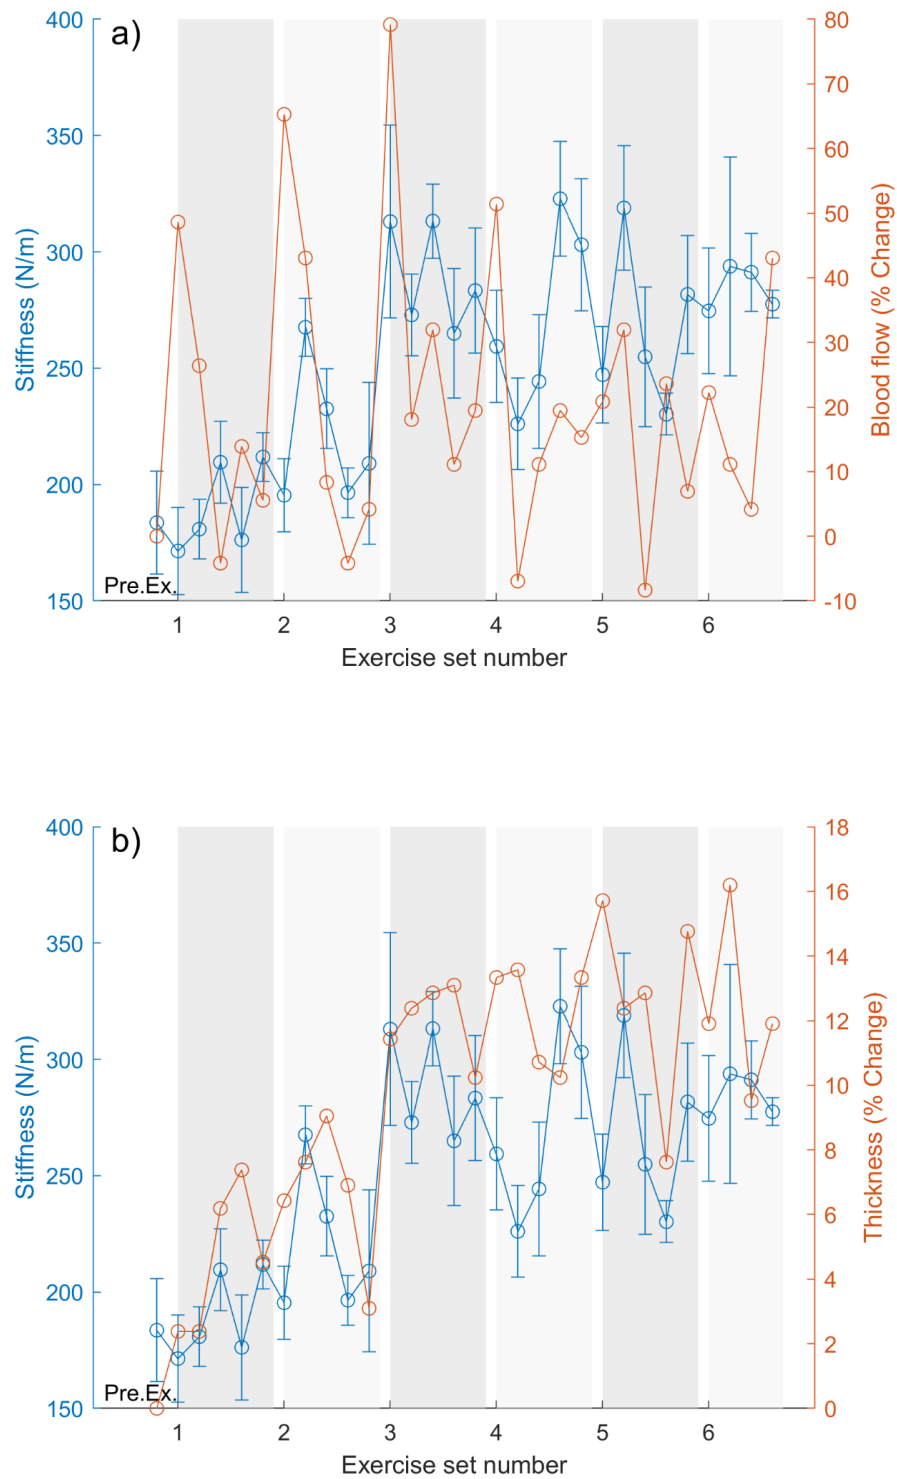 a)
400
350
300
250
200
150
Stiffness (N/m)
80
70
60
50
40
30
20
10
0
-10
Blood flow (% Change)
Pre.Ex.
1 2 3 4 5 6
Exercise set number
b)
400
350
300
250
200
150
Stiffness (N/m)
18
16
14
12
10
8
6
4
2
0
Thickness (% Change)
Pre.Ex.
1 2 3 4 5 6
Exercise set number